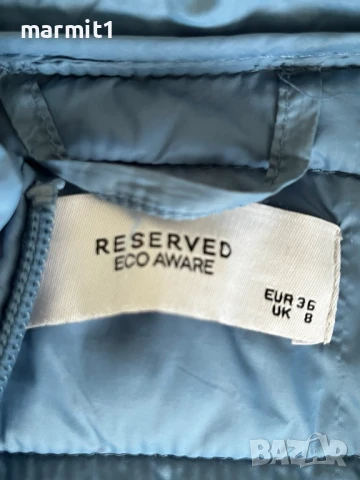 marmit1
RESERVED
ECO AWARE
EUR 36
UK 8
BAZAR